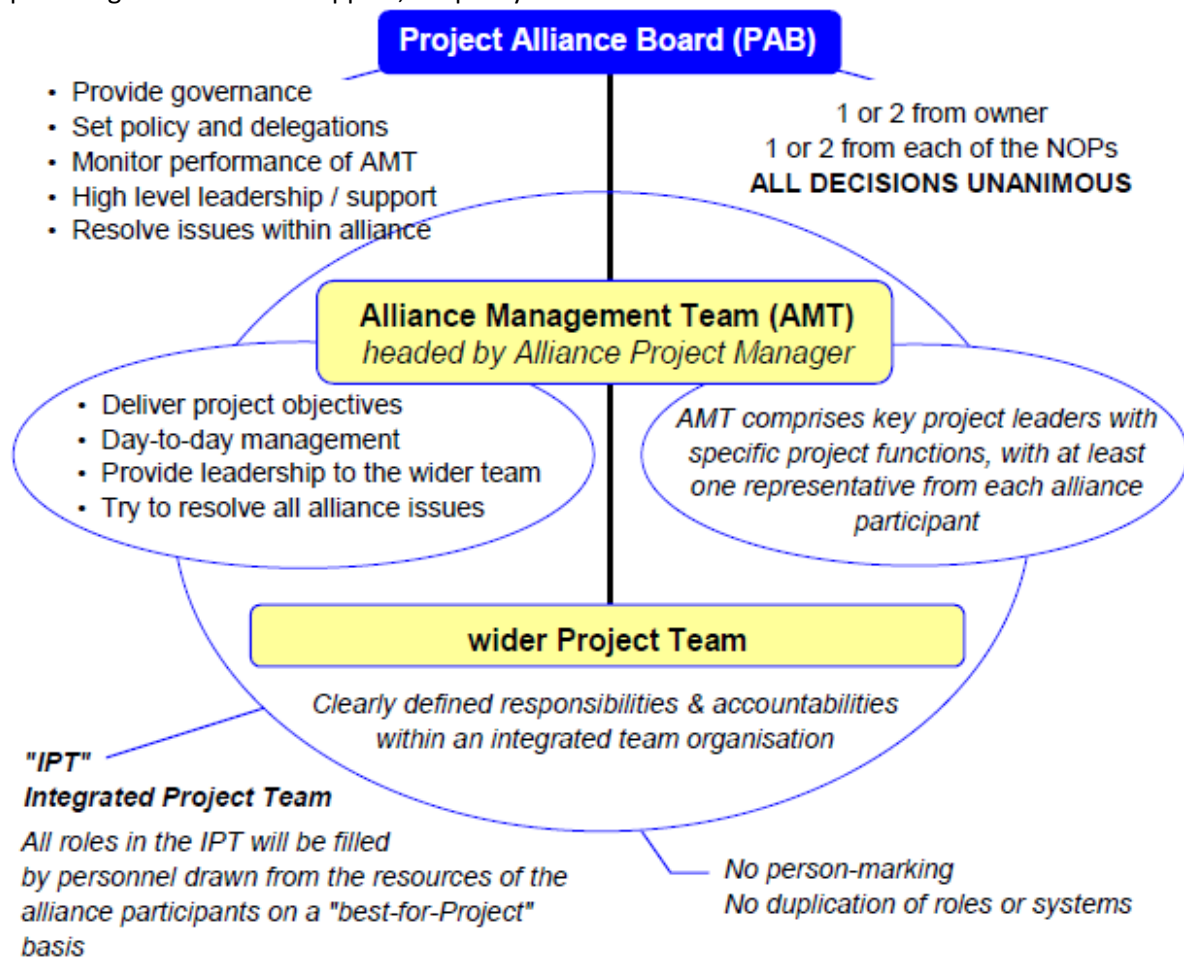 Project Alliance Board (PAB)
• Provide governance
• Set policy and delegations
• Monitor performance of AMT
• High level leadership / support
• Resolve issues within alliance
1 or 2 from owner
1 or 2 from each of the NOPs
ALL DECISIONS UNANIMOUS
Alliance Management Team (AMT)
headed by Alliance Project Manager
• Deliver project objectives
• Day-to-day management
• Provide leadership to the wider team
• Try to resolve all alliance issues
AMT comprises key project leaders with
specific project functions, with at least
one representative from each alliance
participant
wider Project Team
Clearly defined responsibilities & accountabilities
within an integrated team organisation
"IPT"
Integrated Project Team
All roles in the IPT will be filled
by personnel drawn from the resources of the
alliance participants on a "best-for-Project"
basis
No person-marking
No duplication of roles or systems